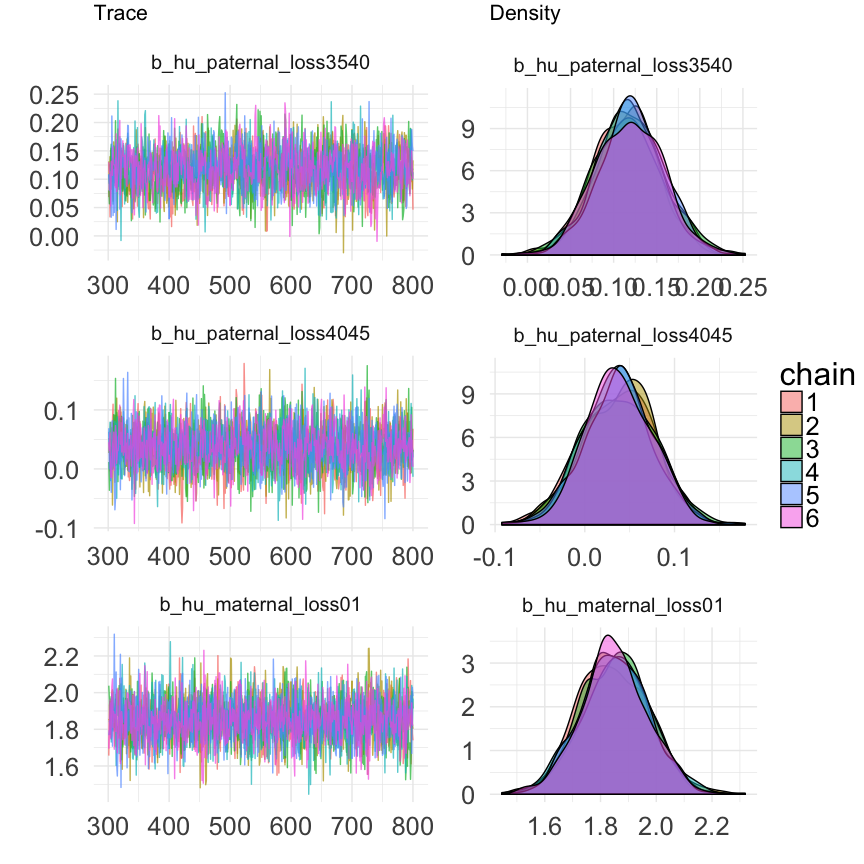 Trace
Density
b_hu_paternal_loss3540
b_hu_paternal_loss3540
0.25
0.20
0.15
0.10
0.05
0.00
300 400 500 600 700 800
9
6
3
0
0.00 0.05 0.10 0.15 0.20 0.25
b_hu_paternal_loss4045
b_hu_paternal_loss4045
0.1
0.0
-0.1
300 400 500 600 700 800
9
6
3
0
-0.1 0.0 0.1
chain
1
2
3
4
5
6
b_hu_maternal_loss01
b_hu_maternal_loss01
2.2
2.0
1.8
1.6
300 400 500 600 700 800
3
2
1
0
1.6 1.8 2.0 2.2